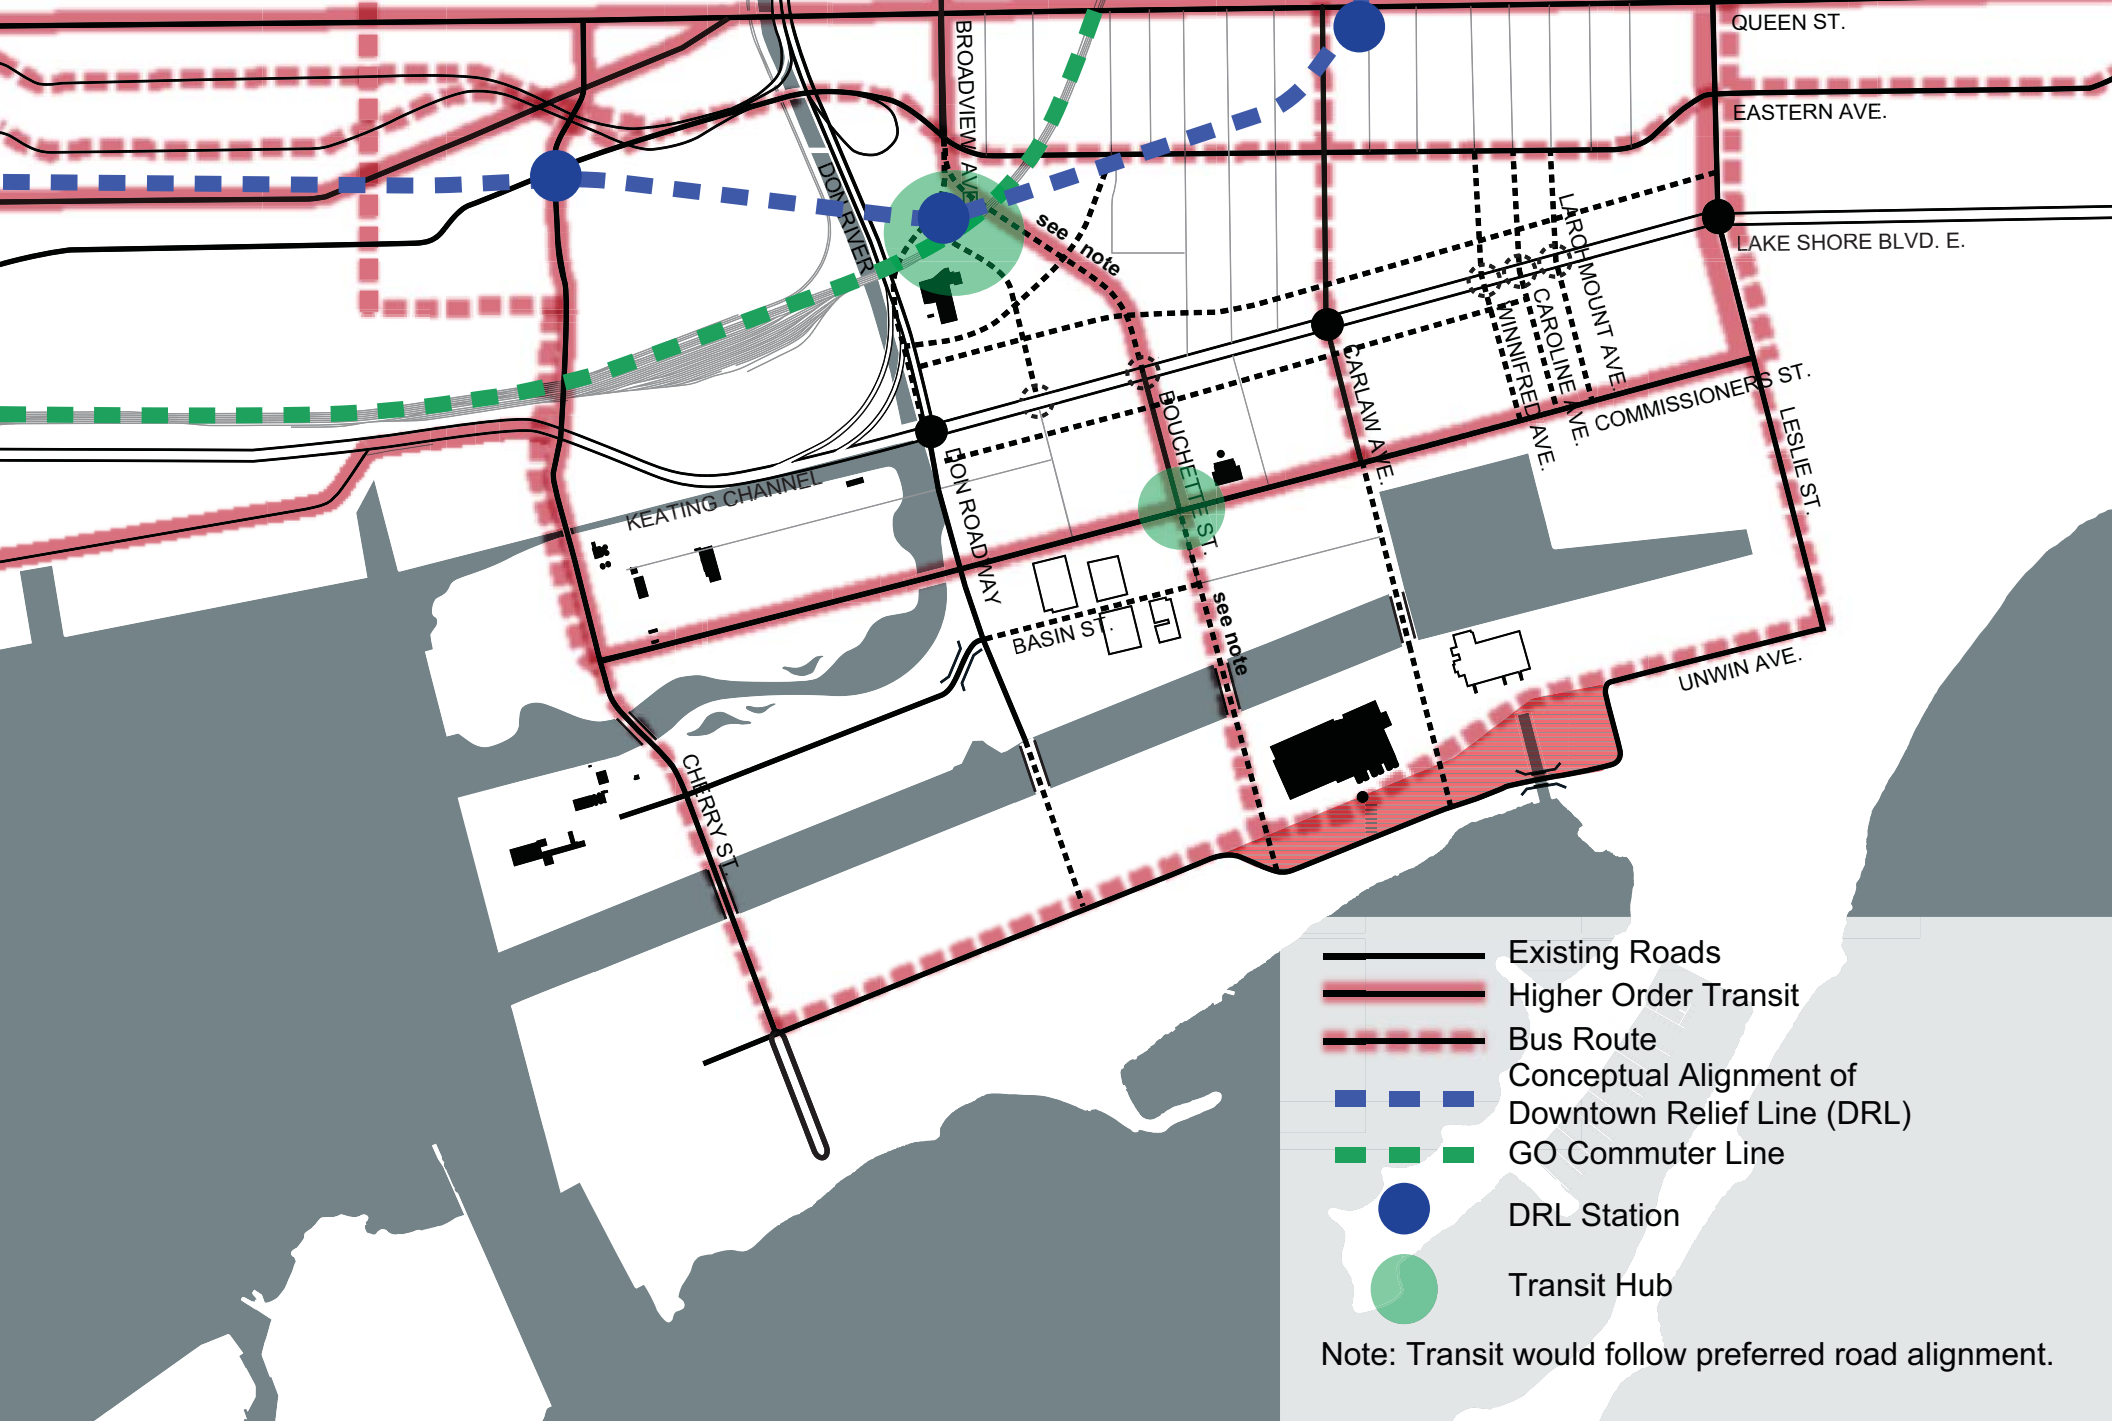 QUEEN ST.
BROADVIEW AVE.
EASTERN AVE.
DON RIVER
LARCHMOUNT AVE.
see note
LAKE SHORE BLVD. E.
CAROLINE AVE.
WINNIFRED AVE.
CARLAW AVE.
COMMISSIONERS ST.
BOUCHETTE ST.
LESLIE ST.
KEATING CHANNEL
DON ROADWAY
see note
BASIN ST.
UNWIN AVE.
CHERRY ST.
Existing Roads
Higher Order Transit
Bus Route
Conceptual Alignment of
Downtown Relief Line (DRL)
GO Commuter Line
DRL Station
Transit Hub
Note: Transit would follow preferred road alignment.